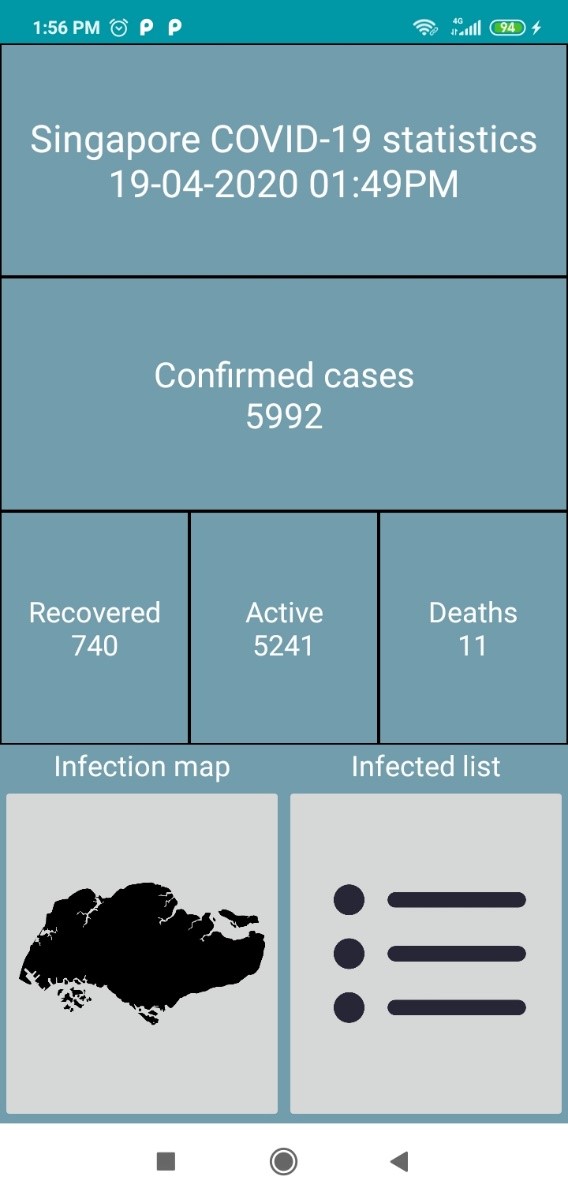 1:56 PM P P 4G 94
Singapore COVID-19 statistics
19-04-2020 01:49PM
Confirmed cases
5992
Recovered
740
Active
5241
Deaths
11
Infection map
Infected list